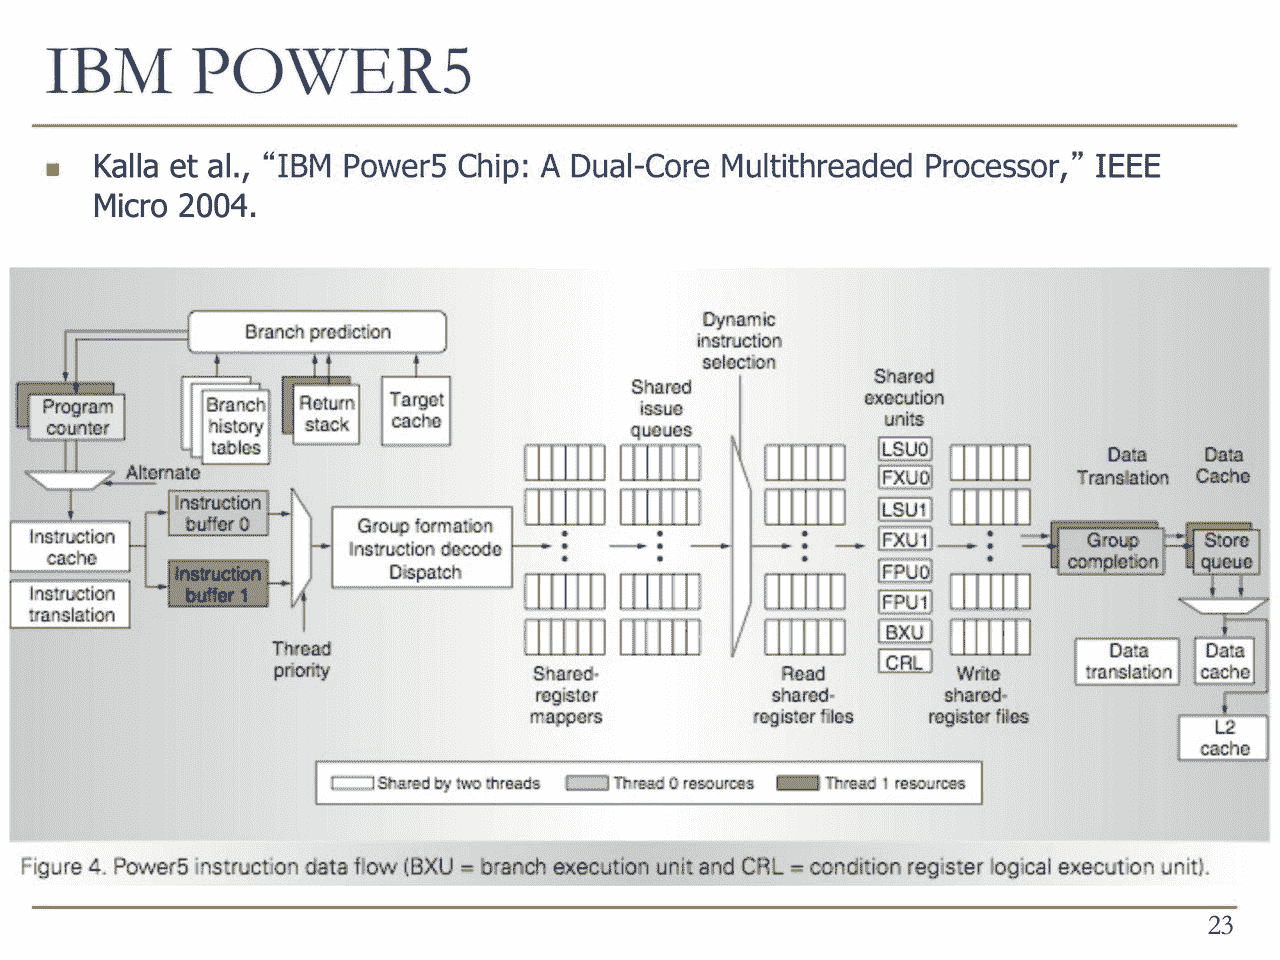 IBM POWER5
Kalla et al., “IBM Power5 Chip: A Dual-Core Multithreaded Processor,” IEEE
Micro 2004.
Branch prediction
Program
counter
Branch
history
tables
Return
stack
Target
cache
Alternate
Instruction
cache
Instruction
translation
Instruction
buffer 0
Instruction
buffer 1
Thread
priority
Group formation
Instruction decode
Dispatch
Shared-
register
mappers
Shared
issue
queues
Dynamic
instruction
selection
Read
shared-
register files
Shared
execution
units
LSU0
FXU0
LSU1
FXU1
FPU0
FPU1
BXU
CRL
Write
shared-
register files
Data
Translation
Data
Cache
Group
completion
Store
queue
Data
translation
Data
cache
L2
cache
Shared by two threads
Thread 0 resources
Thread 1 resources
Figure 4. Power5 instruction data flow (BXU = branch execution unit and CRL = condition register logical execution unit).
23